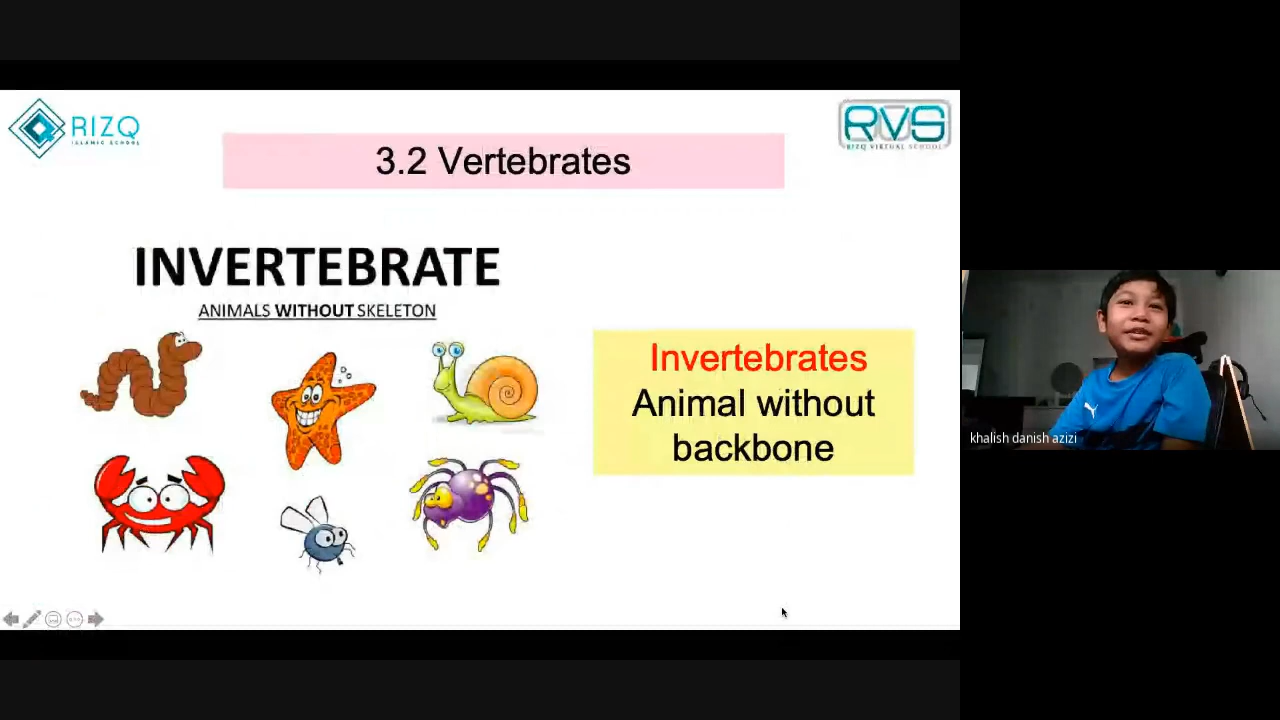 RIZQ
ISLAMIC SCHOOL
RVS
RIZQ VIRTUAL SCHOOL
3.2 Vertebrates
INVERTEBRATE
ANIMALS WITHOUT SKELETON
Invertebrates
Animal without
backbone
khalish danish azizi